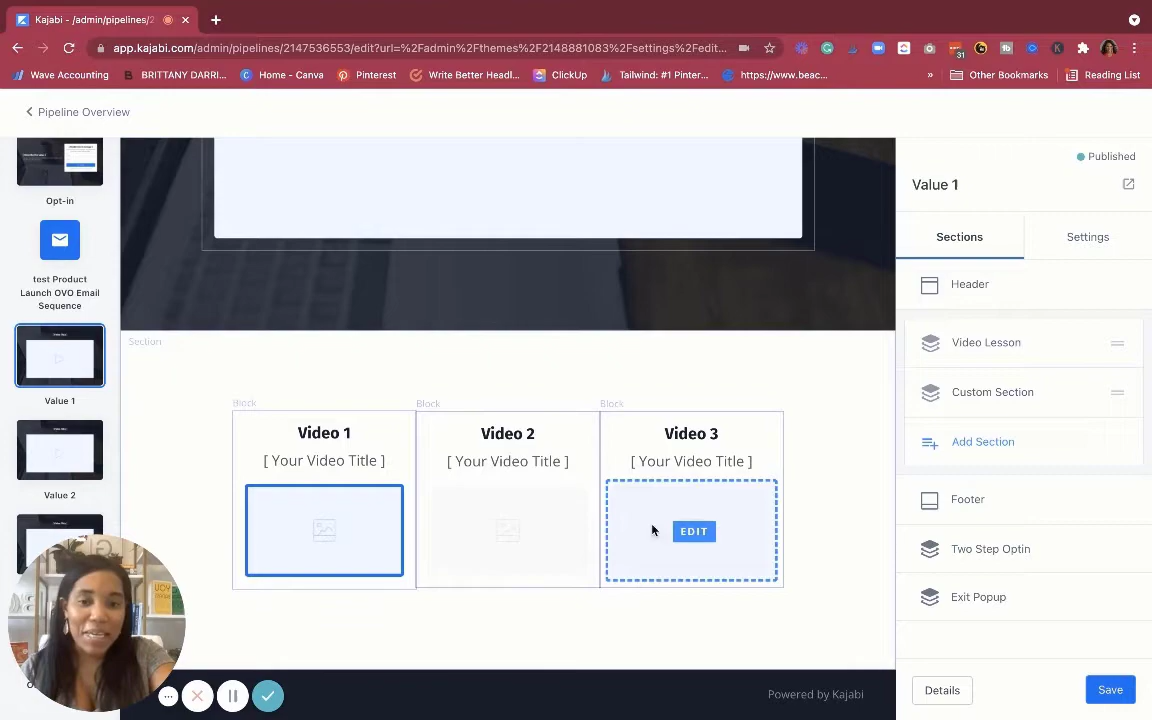 Kajabi - /admin/pipelines/2
app.kajabi.com/admin/pipelines/2147536553/edit?url=%2Fadmin%2Fthemes%2F2148881083%2Fsettings%2Fedit...
31
Wave Accounting
BRITTANY DARRI...
Home - Canva
Pinterest
Write Better Headl...
ClickUp
Tailwind: #1 Pinter...
https://www.beac...
»
Other Bookmarks
Reading List
Pipeline Overview
Opt-in
test Product
Launch OVO Email
Sequence
Value 1
Value 2
Section
Block
Block
Block
Video 1
Video 2
Video 3
[ Your Video Title ]
[ Your Video Title ]
[ Your Video Title ]
EDIT
Powered by Kajabi
Published
Value 1
Sections
Settings
Header
Video Lesson
Custom Section
Add Section
Footer
Two Step Optin
Exit Popup
Details
Save